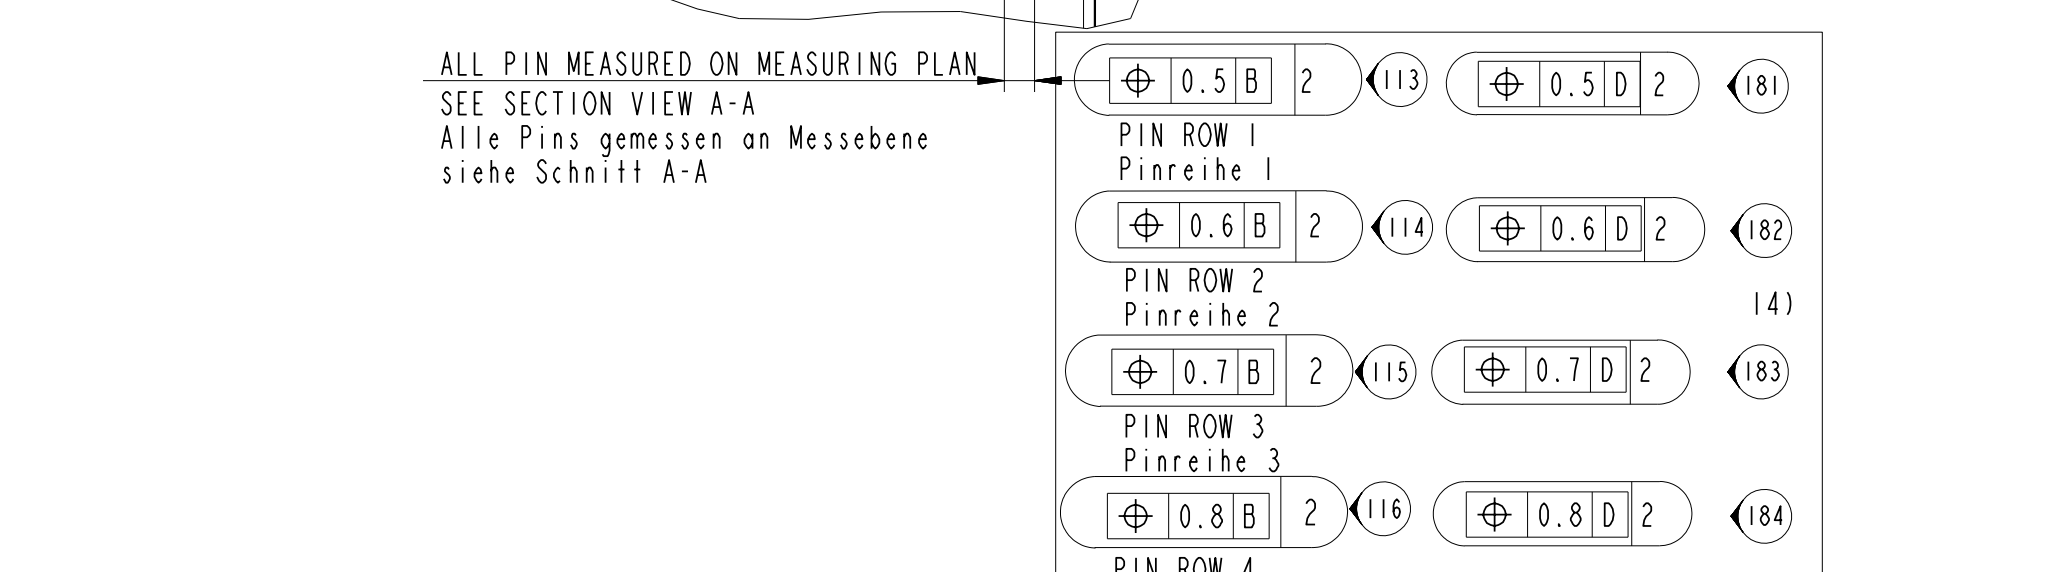 ALL PIN MEASURED ON MEASURING PLAN
SEE SECTION VIEW A-A
Alle Pins gemessen an Messebene
siehe Schnitt A-A
⌖ 0.5 B 2 113 ⌖ 0.5 D 2 181
PIN ROW 1
Pinreihe 1
⌖ 0.6 B 2 114 ⌖ 0.6 D 2 182
PIN ROW 2
Pinreihe 2
14)
⌖ 0.7 B 2 115 ⌖ 0.7 D 2 183
PIN ROW 3
Pinreihe 3
⌖ 0.8 B 2 116 ⌖ 0.8 D 2 184
PIN ROW 4